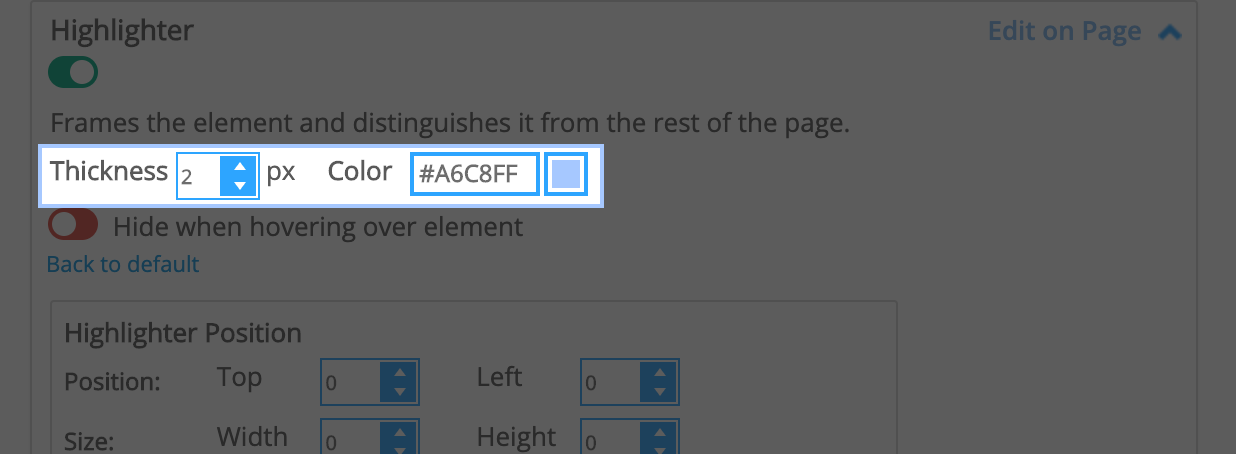 Highlighter Edit on Page
Frames the element and distinguishes it from the rest of the page.
Thickness 2 px Color #A6C8FF
Hide when hovering over element
Back to default
Highlighter Position
Position: Top 0 Left 0
Size: Width 0 Height 0